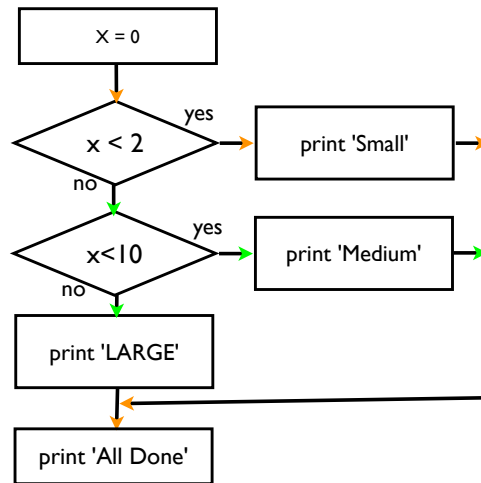 X = 0
yes
x < 2
print 'Small'
no
yes
x<10
print 'Medium'
no
print 'LARGE'
print 'All Done'